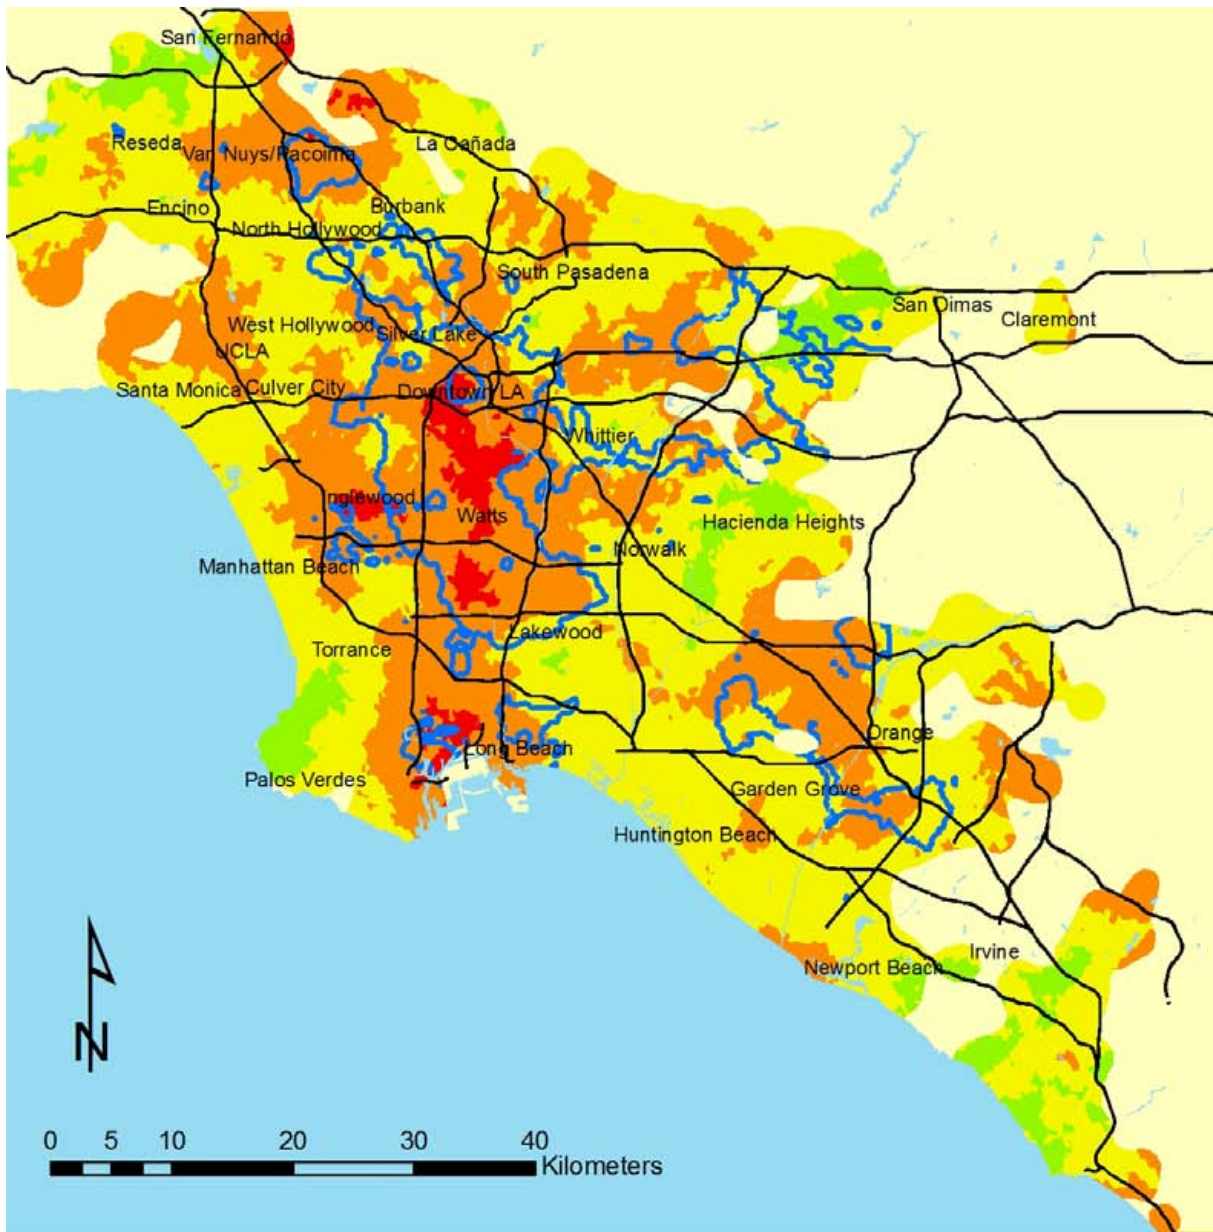 San Fernando
Reseda
Van Nuys/Pacoima
La Cañada
Encino
Burbank
North Hollywood
South Pasadena
San Dimas
Claremont
West Hollywood
Silver Lake
UCLA
Santa Monica
Culver City
Downtown LA
Whittier
nglewood
Watts
Hacienda Heights
Norwalk
Manhattan Beach
Lakewood
Torrance
Orange
Long Beach
Palos Verdes
Garden Grove
Huntington Beach
Irvine
Newport Beach
N
0 5 10 20 30 40
Kilometers